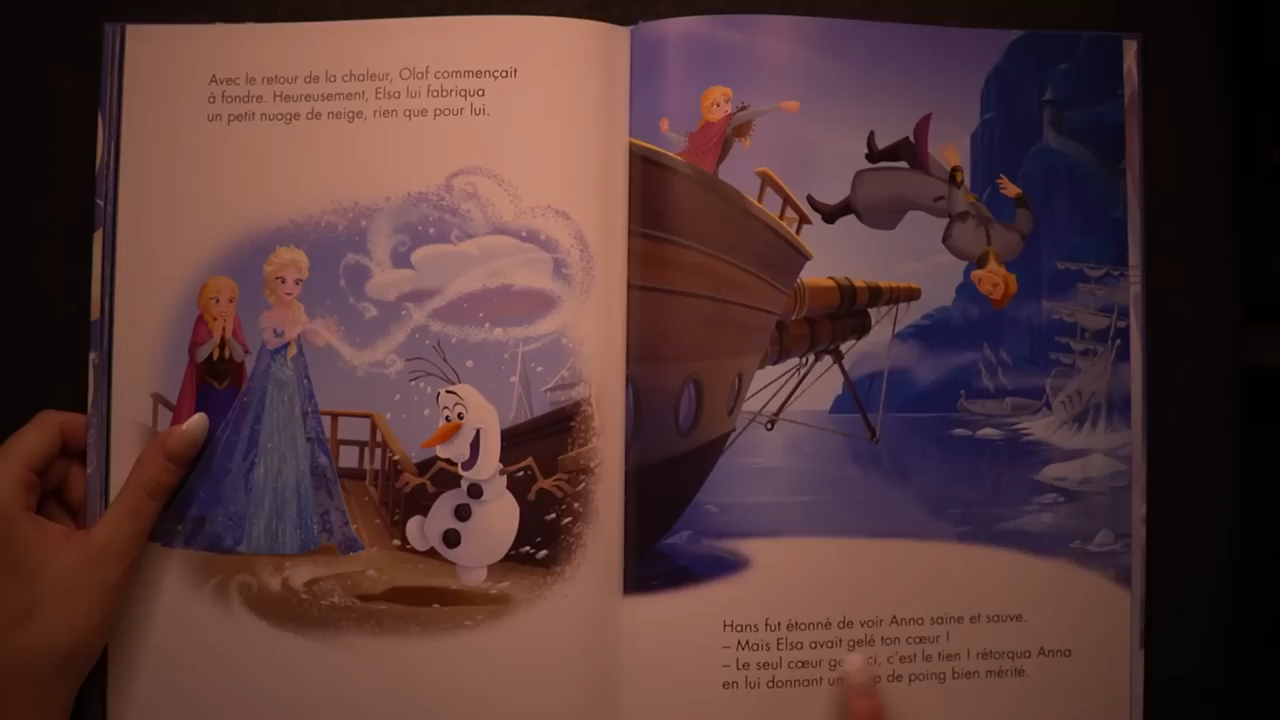 Avec le retour de la chaleur, Olaf commençait
à fondre. Heureusement, Elsa lui fabriqua
un petit nuage de neige, rien que pour lui.
Hans fut étonné de voir Anna saine et sauve.
– Mais Elsa avait gelé ton cœur !
– Le seul cœur ci, c'est le tien ! rétorqua Anna
en lui donnant de poing bien mérité.